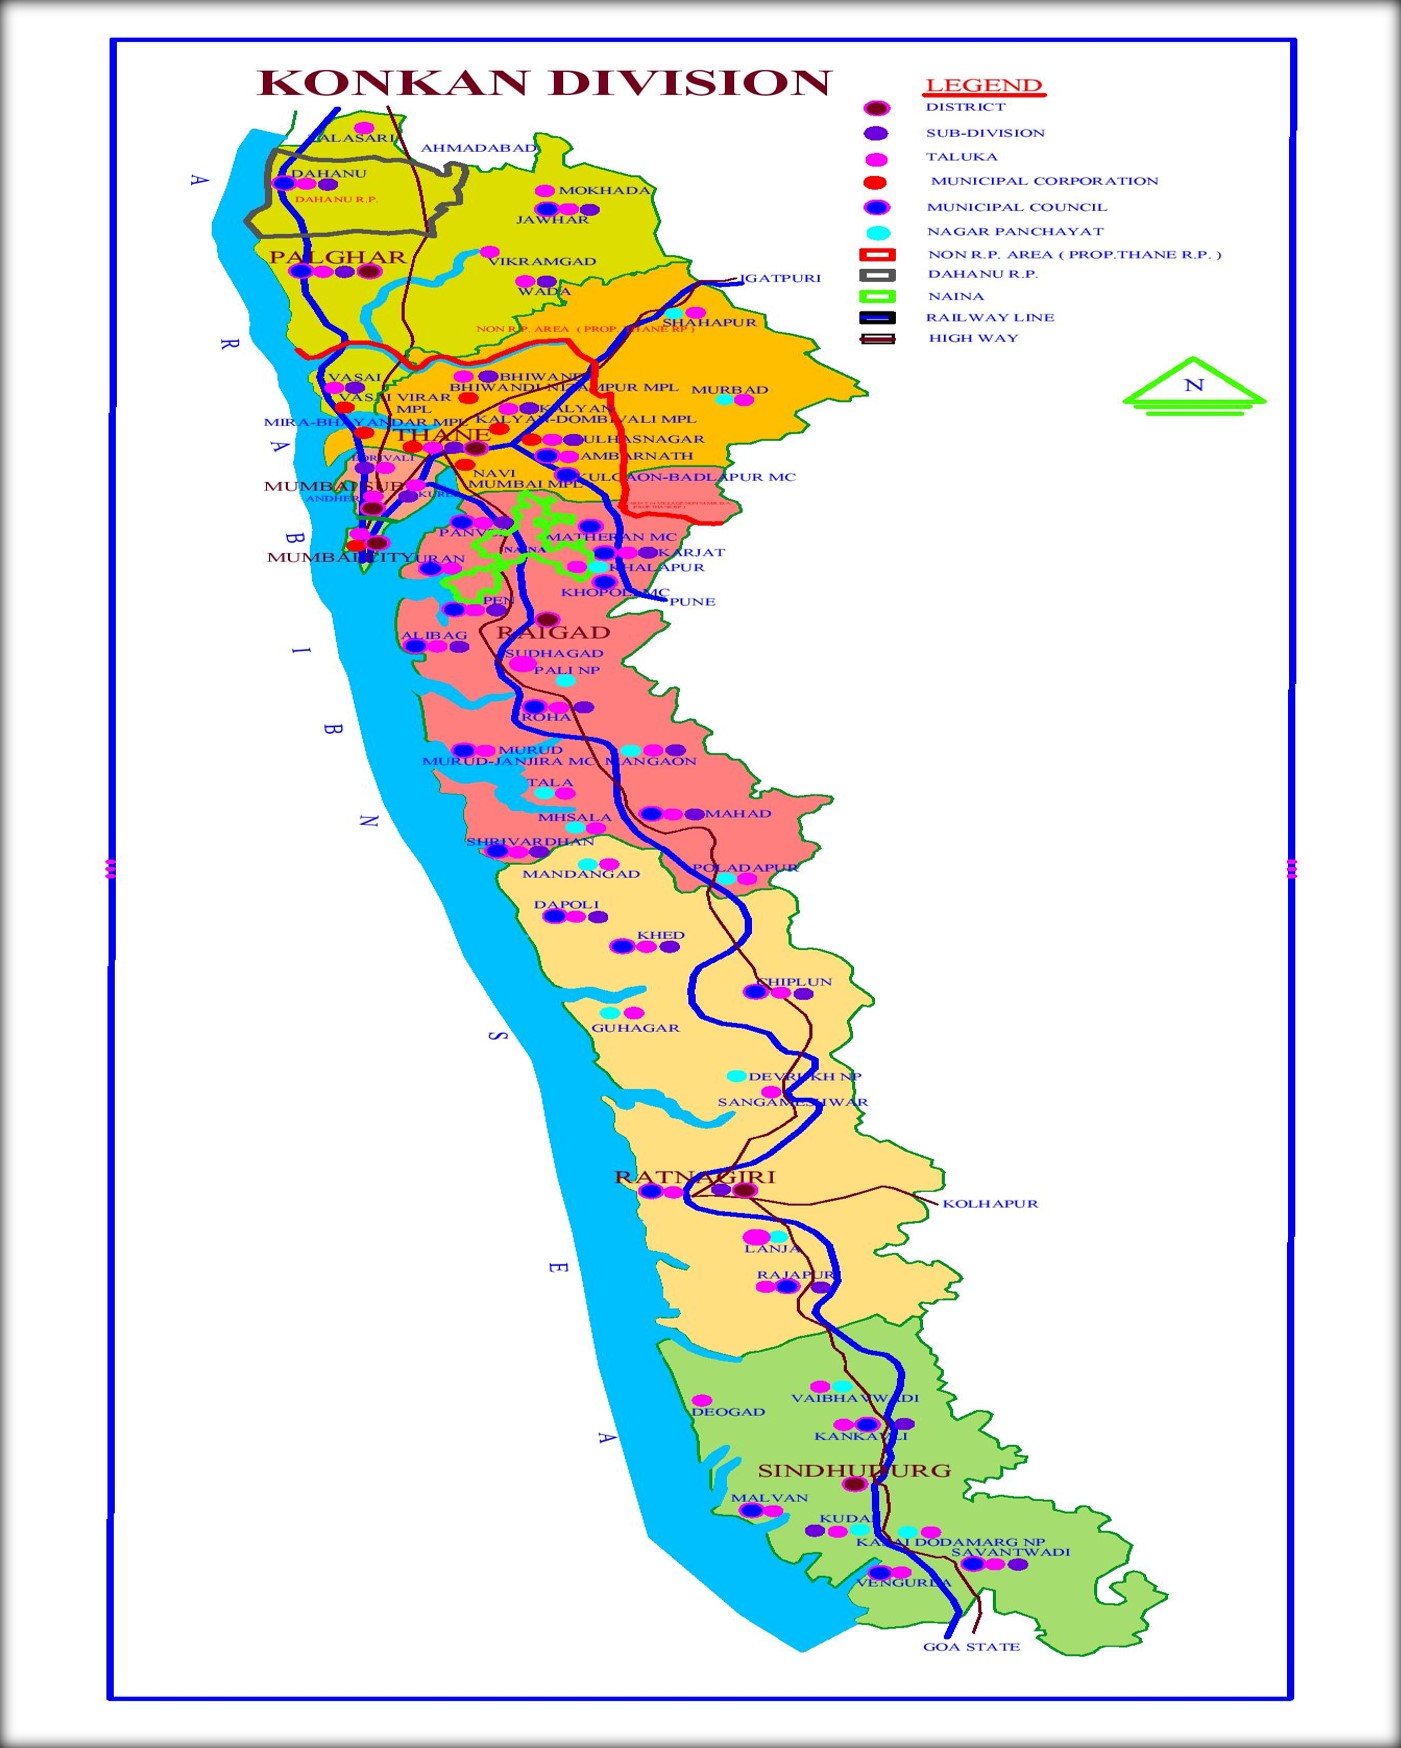 KONKAN DIVISION
LEGEND
DISTRICT
SUB-DIVISION
TALUKA
MUNICIPAL CORPORATION
MUNICIPAL COUNCIL
NAGAR PANCHAYAT
NON R.P. AREA ( PROP.THANE R.P. )
DAHANU R.P.
NAINA
RAILWAY LINE
HIGH WAY
N
ARABIBN SEA
TALASARI
AHMADABAD
DAHANU
DAHANU R.P.
MOKHADA
JAWHAR
PALGHAR
VIKRAMGAD
WADA
IGATPURI
SHAHAPUR
NON R.P. AREA ( PROP. THANE RP )
VASAI
BHIWANDI
BHIWANDI-NIZAMPUR MPL
MURBAD
VASAI VIRAR
MPL
KALYAN
MIRA-BHAYANDAR MPL
KALYAN-DOMBIVALI MPL
THANE
ULHASNAGAR
AMBARNATH
BORIVALI
NAVI
MUMBAI MPL
KULGAON-BADLAPUR MC
MUMBAI SUB
ANDHERI
KURLA
PANVEL
MATHERAN MC
NAINA
KARJAT
MUMBAI CITY
URAN
KHALAPUR
KHOPOLI MC
PUNE
PEN
RAIGAD
ALIBAG
SUDHAGAD
PALI NP
ROHA
MURUD
MURUD-JANJIRA MC
MANGAON
TALA
MAHAD
MHSALA
SHRIVARDHAN
POLADAPUR
MANDANGAD
DAPOLI
KHED
CHIPLUN
GUHAGAR
DEVRUKH NP
SANGAMESHWAR
RATNAGIRI
KOLHAPUR
LANJA
RAJAPUR
VAIBHAVWADI
DEOGAD
KANKAVLI
SINDHUDURG
MALVAN
KUDAL
KASAI DODAMARG NP
SAVANTWADI
VENGURLA
GOA STATE